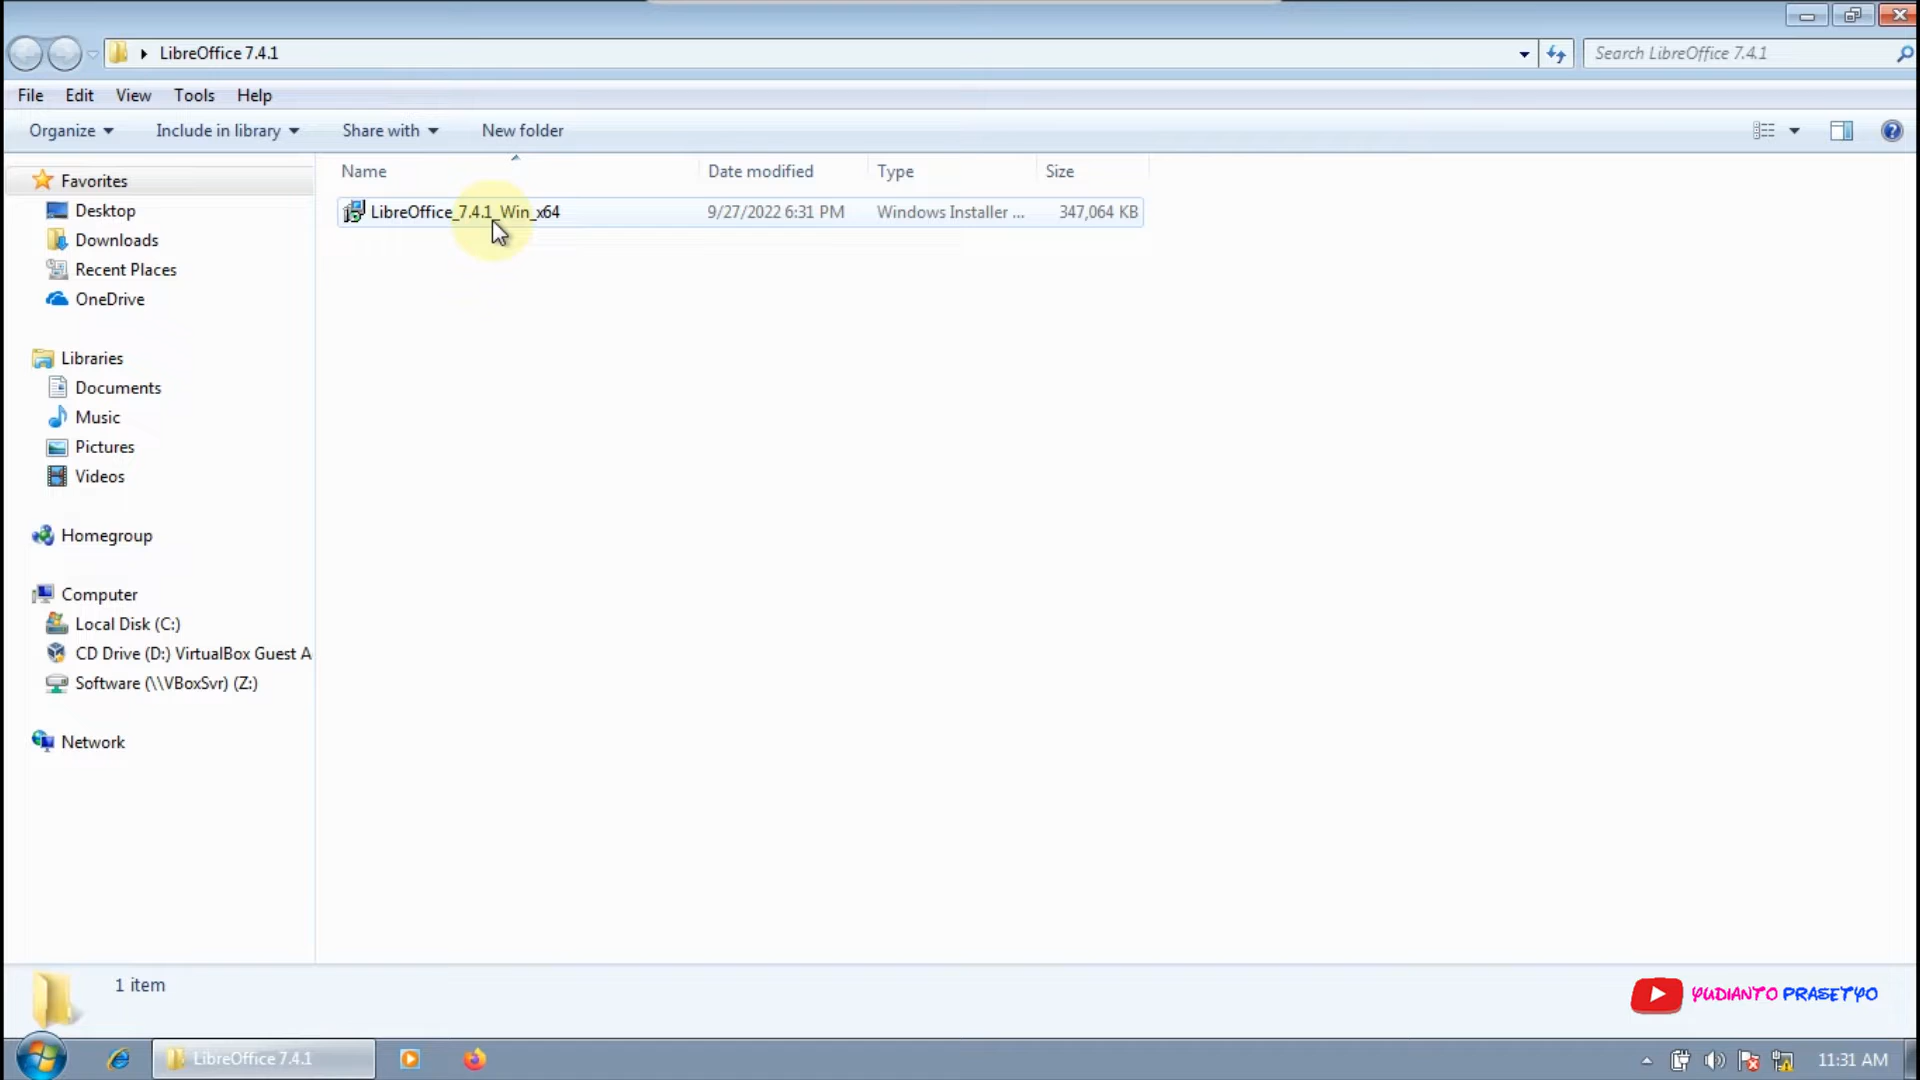 LibreOffice 7.4.1
Search LibreOffice 7.4.1
File Edit View Tools Help
Organize Include in library Share with New folder
Name Date modified Type Size
LibreOffice_7.4.1_Win_x64 9/27/2022 6:31 PM Windows Installer ... 347,064 KB
Favorites
Desktop
Downloads
Recent Places
OneDrive
Libraries
Documents
Music
Pictures
Videos
Homegroup
Computer
Local Disk (C:)
CD Drive (D:) VirtualBox Guest A
Software (\\VBoxSvr) (Z:)
Network
1 item
YUDIANTO PRASETYO
LibreOffice 7.4.1
11:31 AM